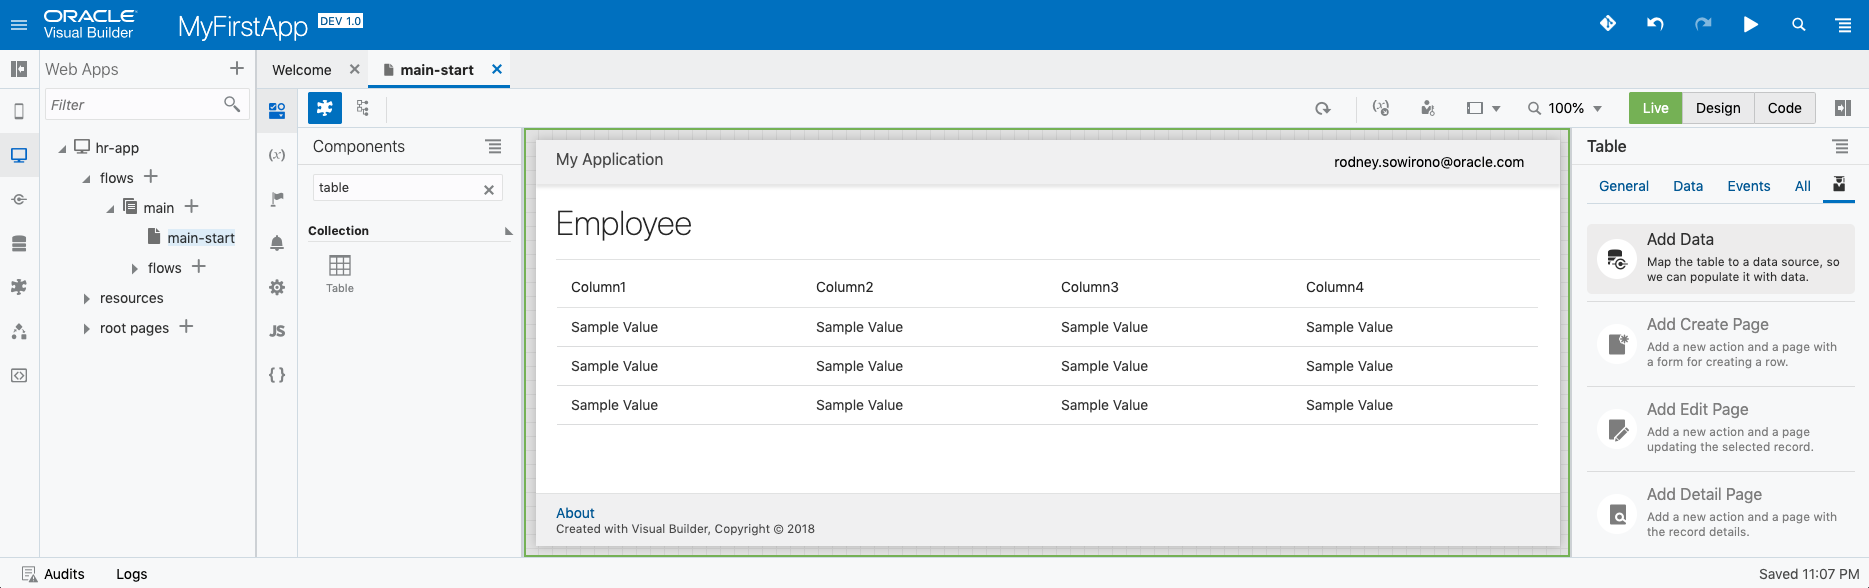 ORACLE
Visual Builder
MyFirstApp
DEV 1.0
Web Apps
Filter
hr-app
flows
main
main-start
flows
resources
root pages
Welcome
main-start
100%
Live
Design
Code
(x)
JS
{ }
Components
table
Collection
Table
My Application
rodney.sowirono@oracle.com
Employee
Column1 Column2 Column3 Column4
Sample Value Sample Value Sample Value Sample Value
Sample Value Sample Value Sample Value Sample Value
Sample Value Sample Value Sample Value Sample Value
About
Created with Visual Builder, Copyright © 2018
Table
General Data Events All
Add Data
Map the table to a data source, so
we can populate it with data.
Add Create Page
Add a new action and a page with
a form for creating a row.
Add Edit Page
Add a new action and a page
updating the selected record.
Add Detail Page
Add a new action and a page with
the record details.
Audits
Logs
Saved 11:07 PM